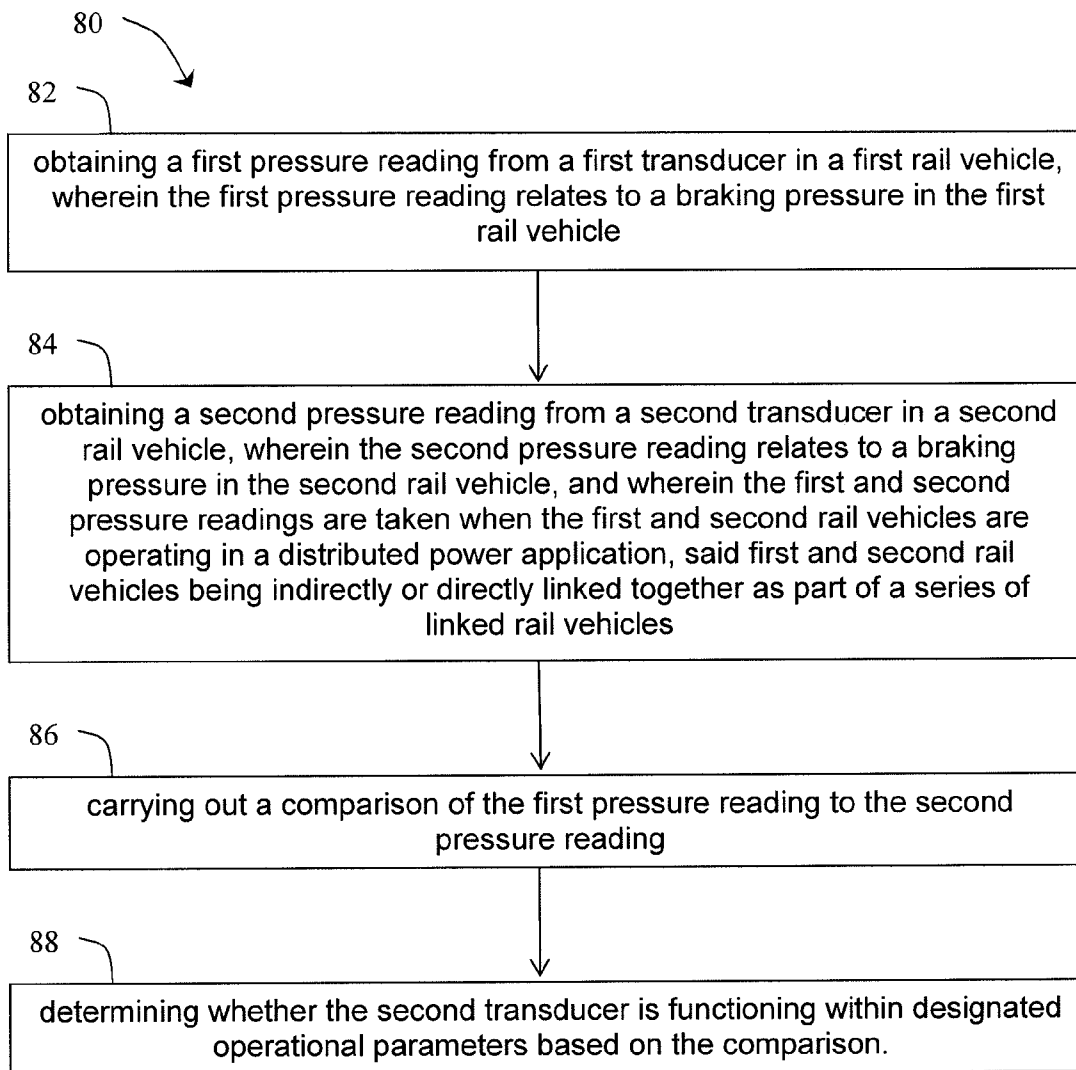 80
82
obtaining a first pressure reading from a first transducer in a first rail vehicle,
wherein the first pressure reading relates to a braking pressure in the first
rail vehicle
84
obtaining a second pressure reading from a second transducer in a second
rail vehicle, wherein the second pressure reading relates to a braking
pressure in the second rail vehicle, and wherein the first and second
pressure readings are taken when the first and second rail vehicles are
operating in a distributed power application, said first and second rail
vehicles being indirectly or directly linked together as part of a series of
linked rail vehicles
86
carrying out a comparison of the first pressure reading to the second
pressure reading
88
determining whether the second transducer is functioning within designated
operational parameters based on the comparison.